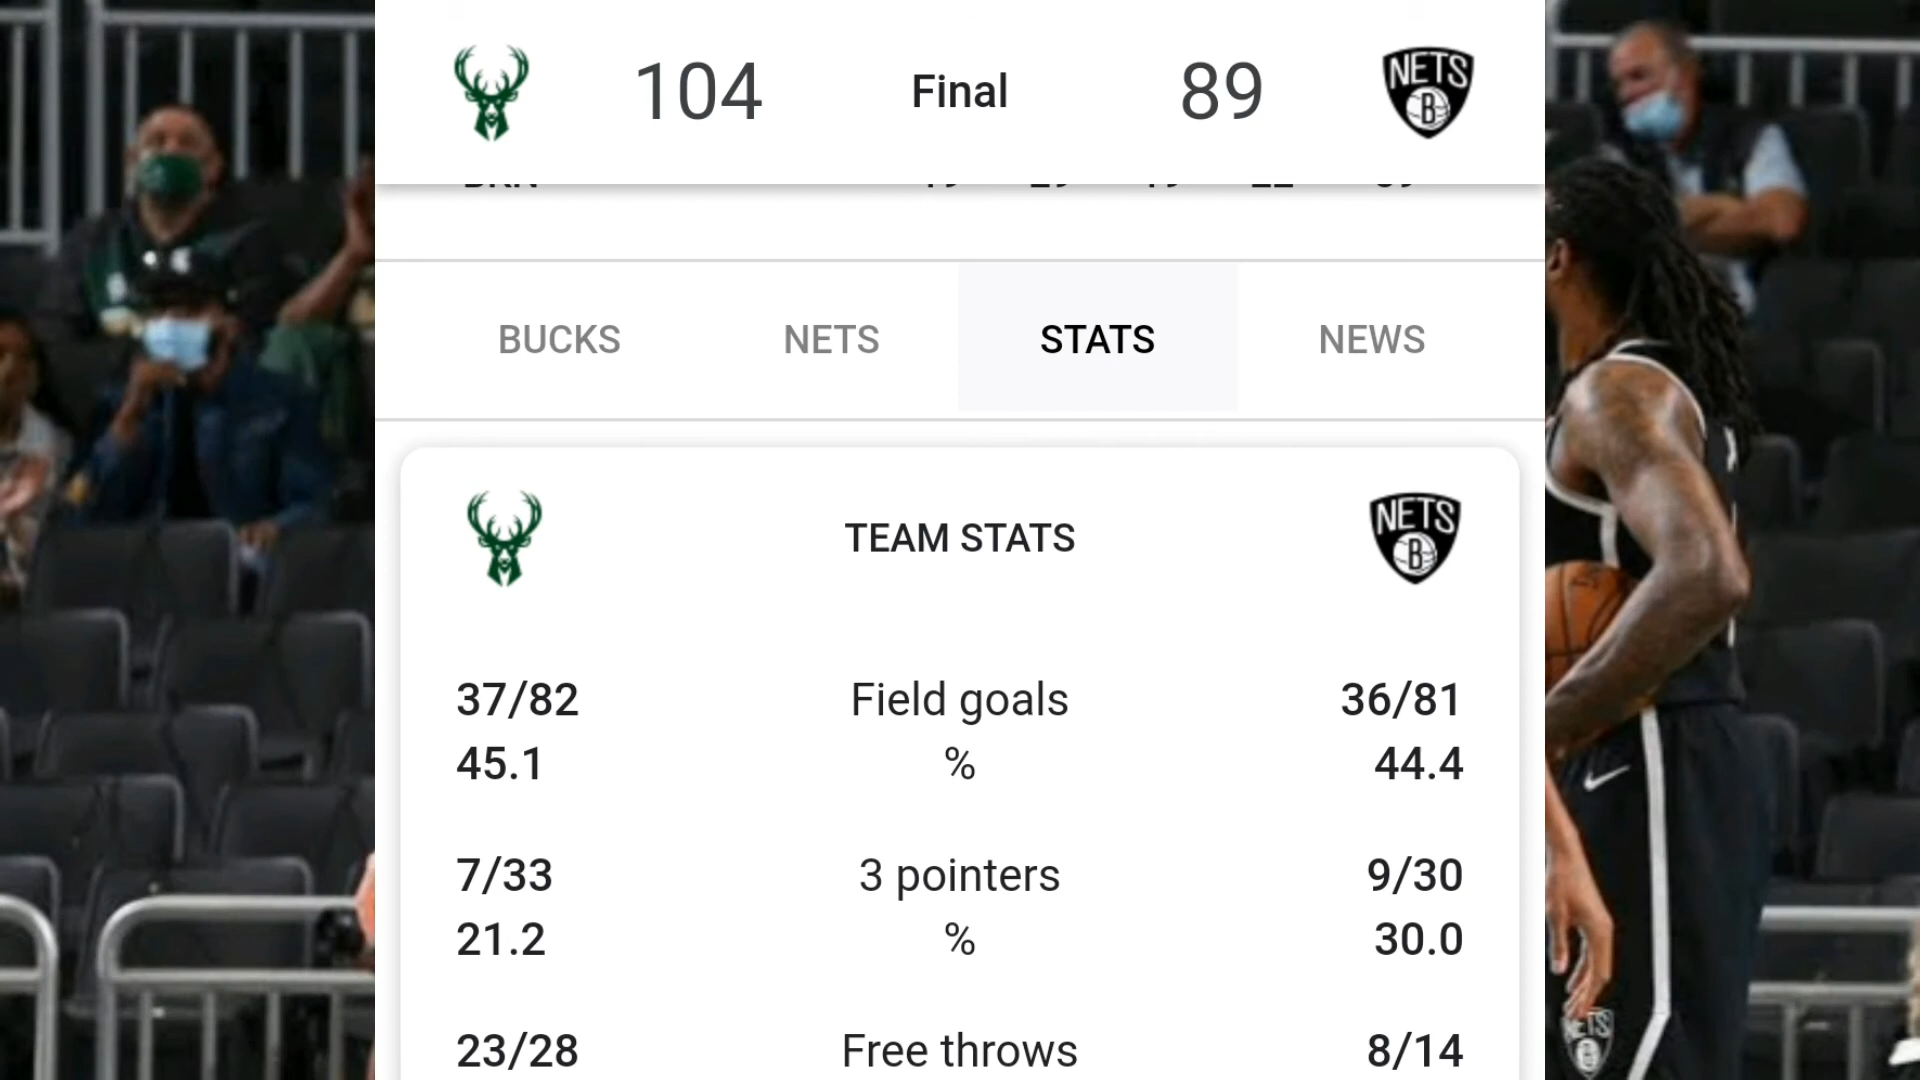 104 Final 89 NETS B
BUCKS NETS STATS NEWS
TEAM STATS NETS B
37/82 Field goals 36/81
45.1 % 44.4
7/33 3 pointers 9/30
21.2 % 30.0
23/28 Free throws 8/14
NETS